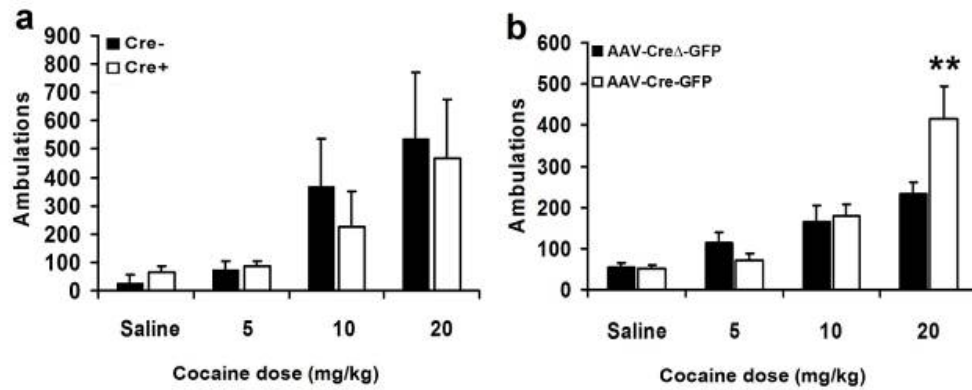 a
Cre-
Cre+
Ambulations
900
800
700
600
500
400
300
200
100
0
Saline 5 10 20
Cocaine dose (mg/kg)
b
AAV-CreΔ-GFP
AAV-Cre-GFP
**
Ambulations
600
500
400
300
200
100
0
Saline 5 10 20
Cocaine dose (mg/kg)